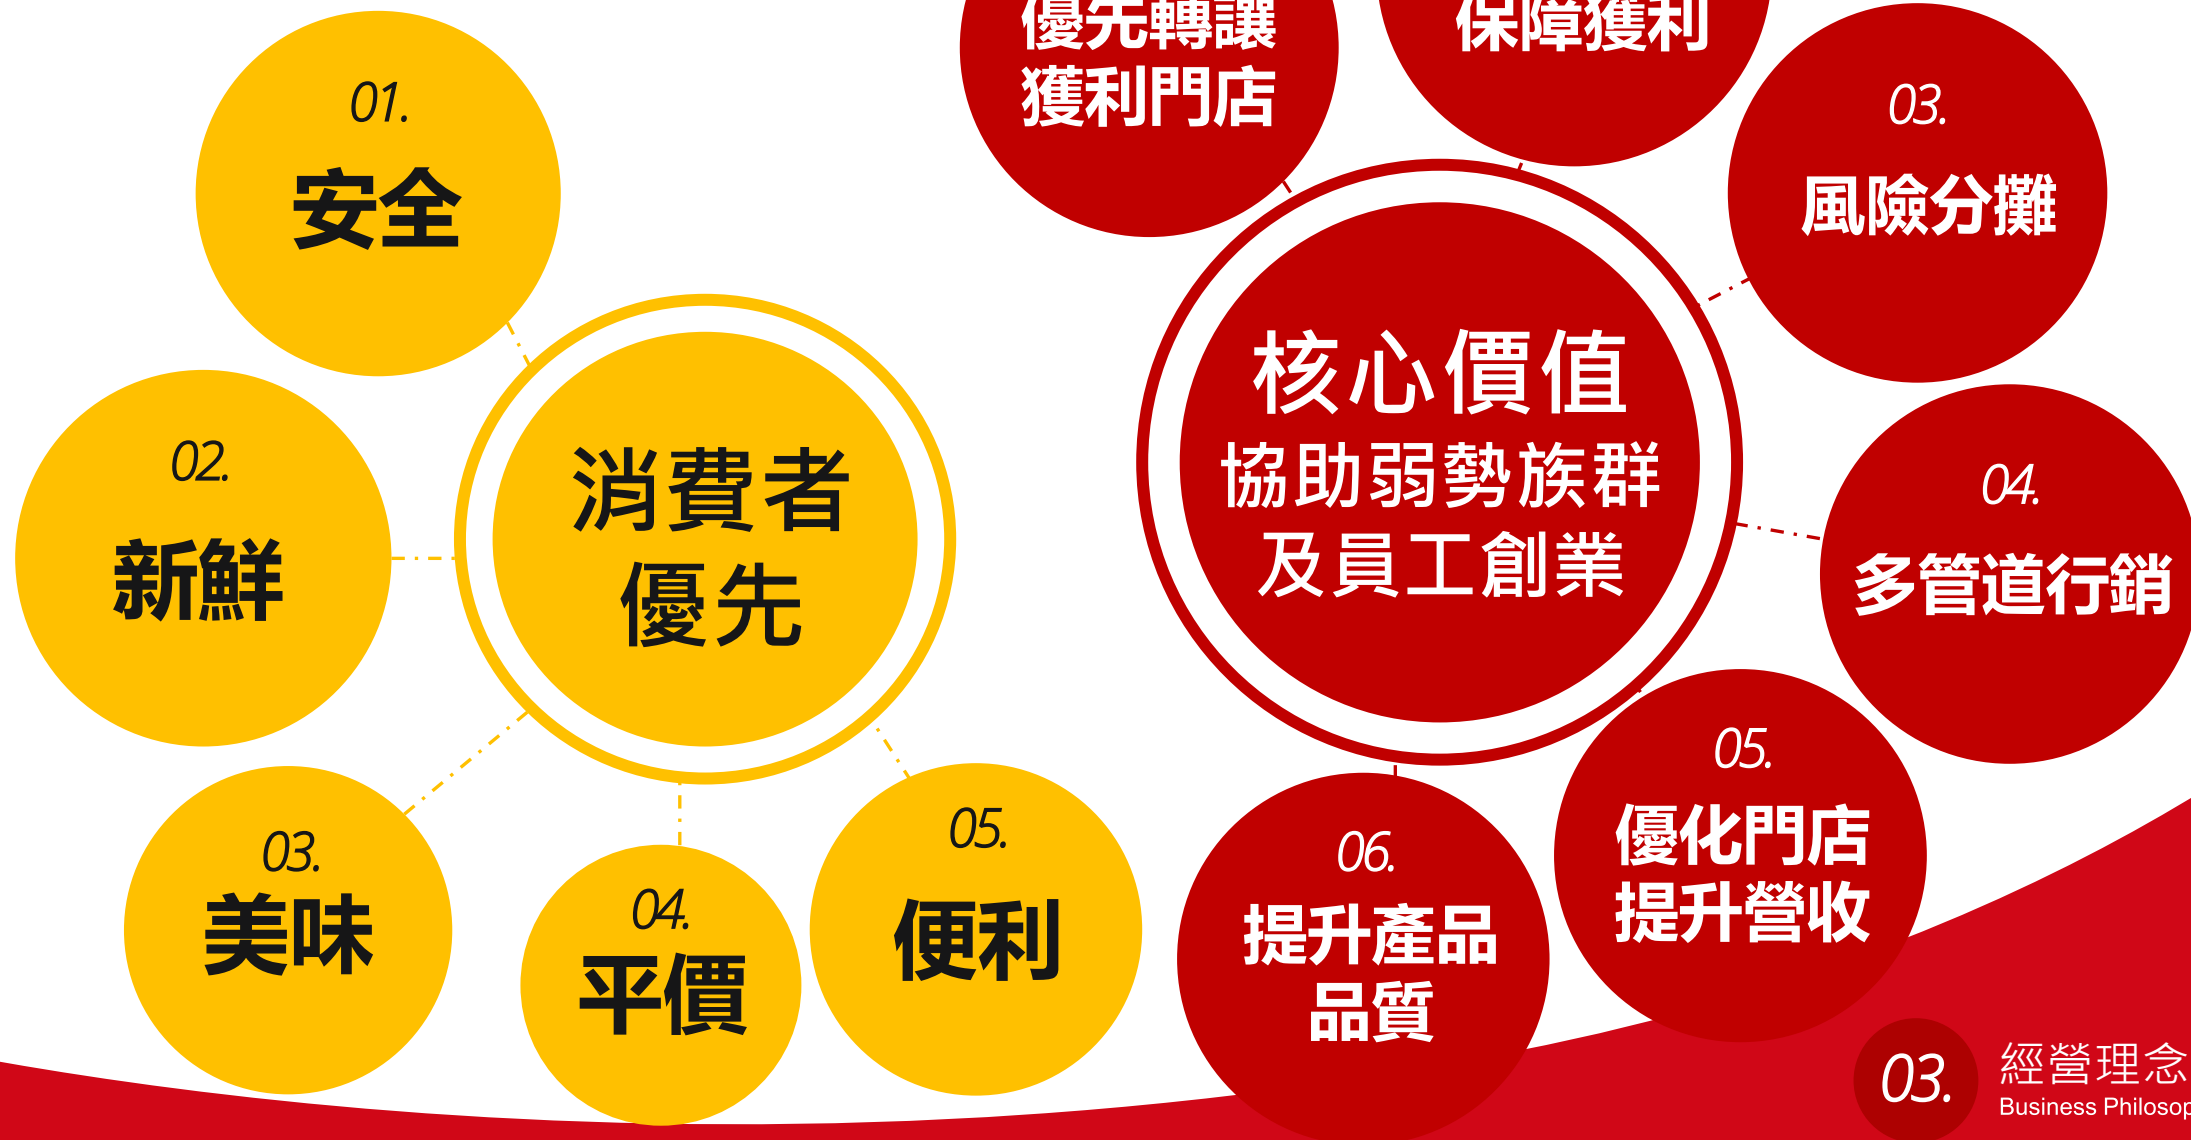 01.
安全
02.
新鮮
03.
美味
04.
平價
05.
便利
消費者
優先
優先轉讓
獲利門店
保障獲利
03.
風險分攤
04.
多管道行銷
05.
優化門店
提升營收
06.
提升產品
品質
核心價值
協助弱勢族群
及員工創業
03.
經營理念
Business Philosop